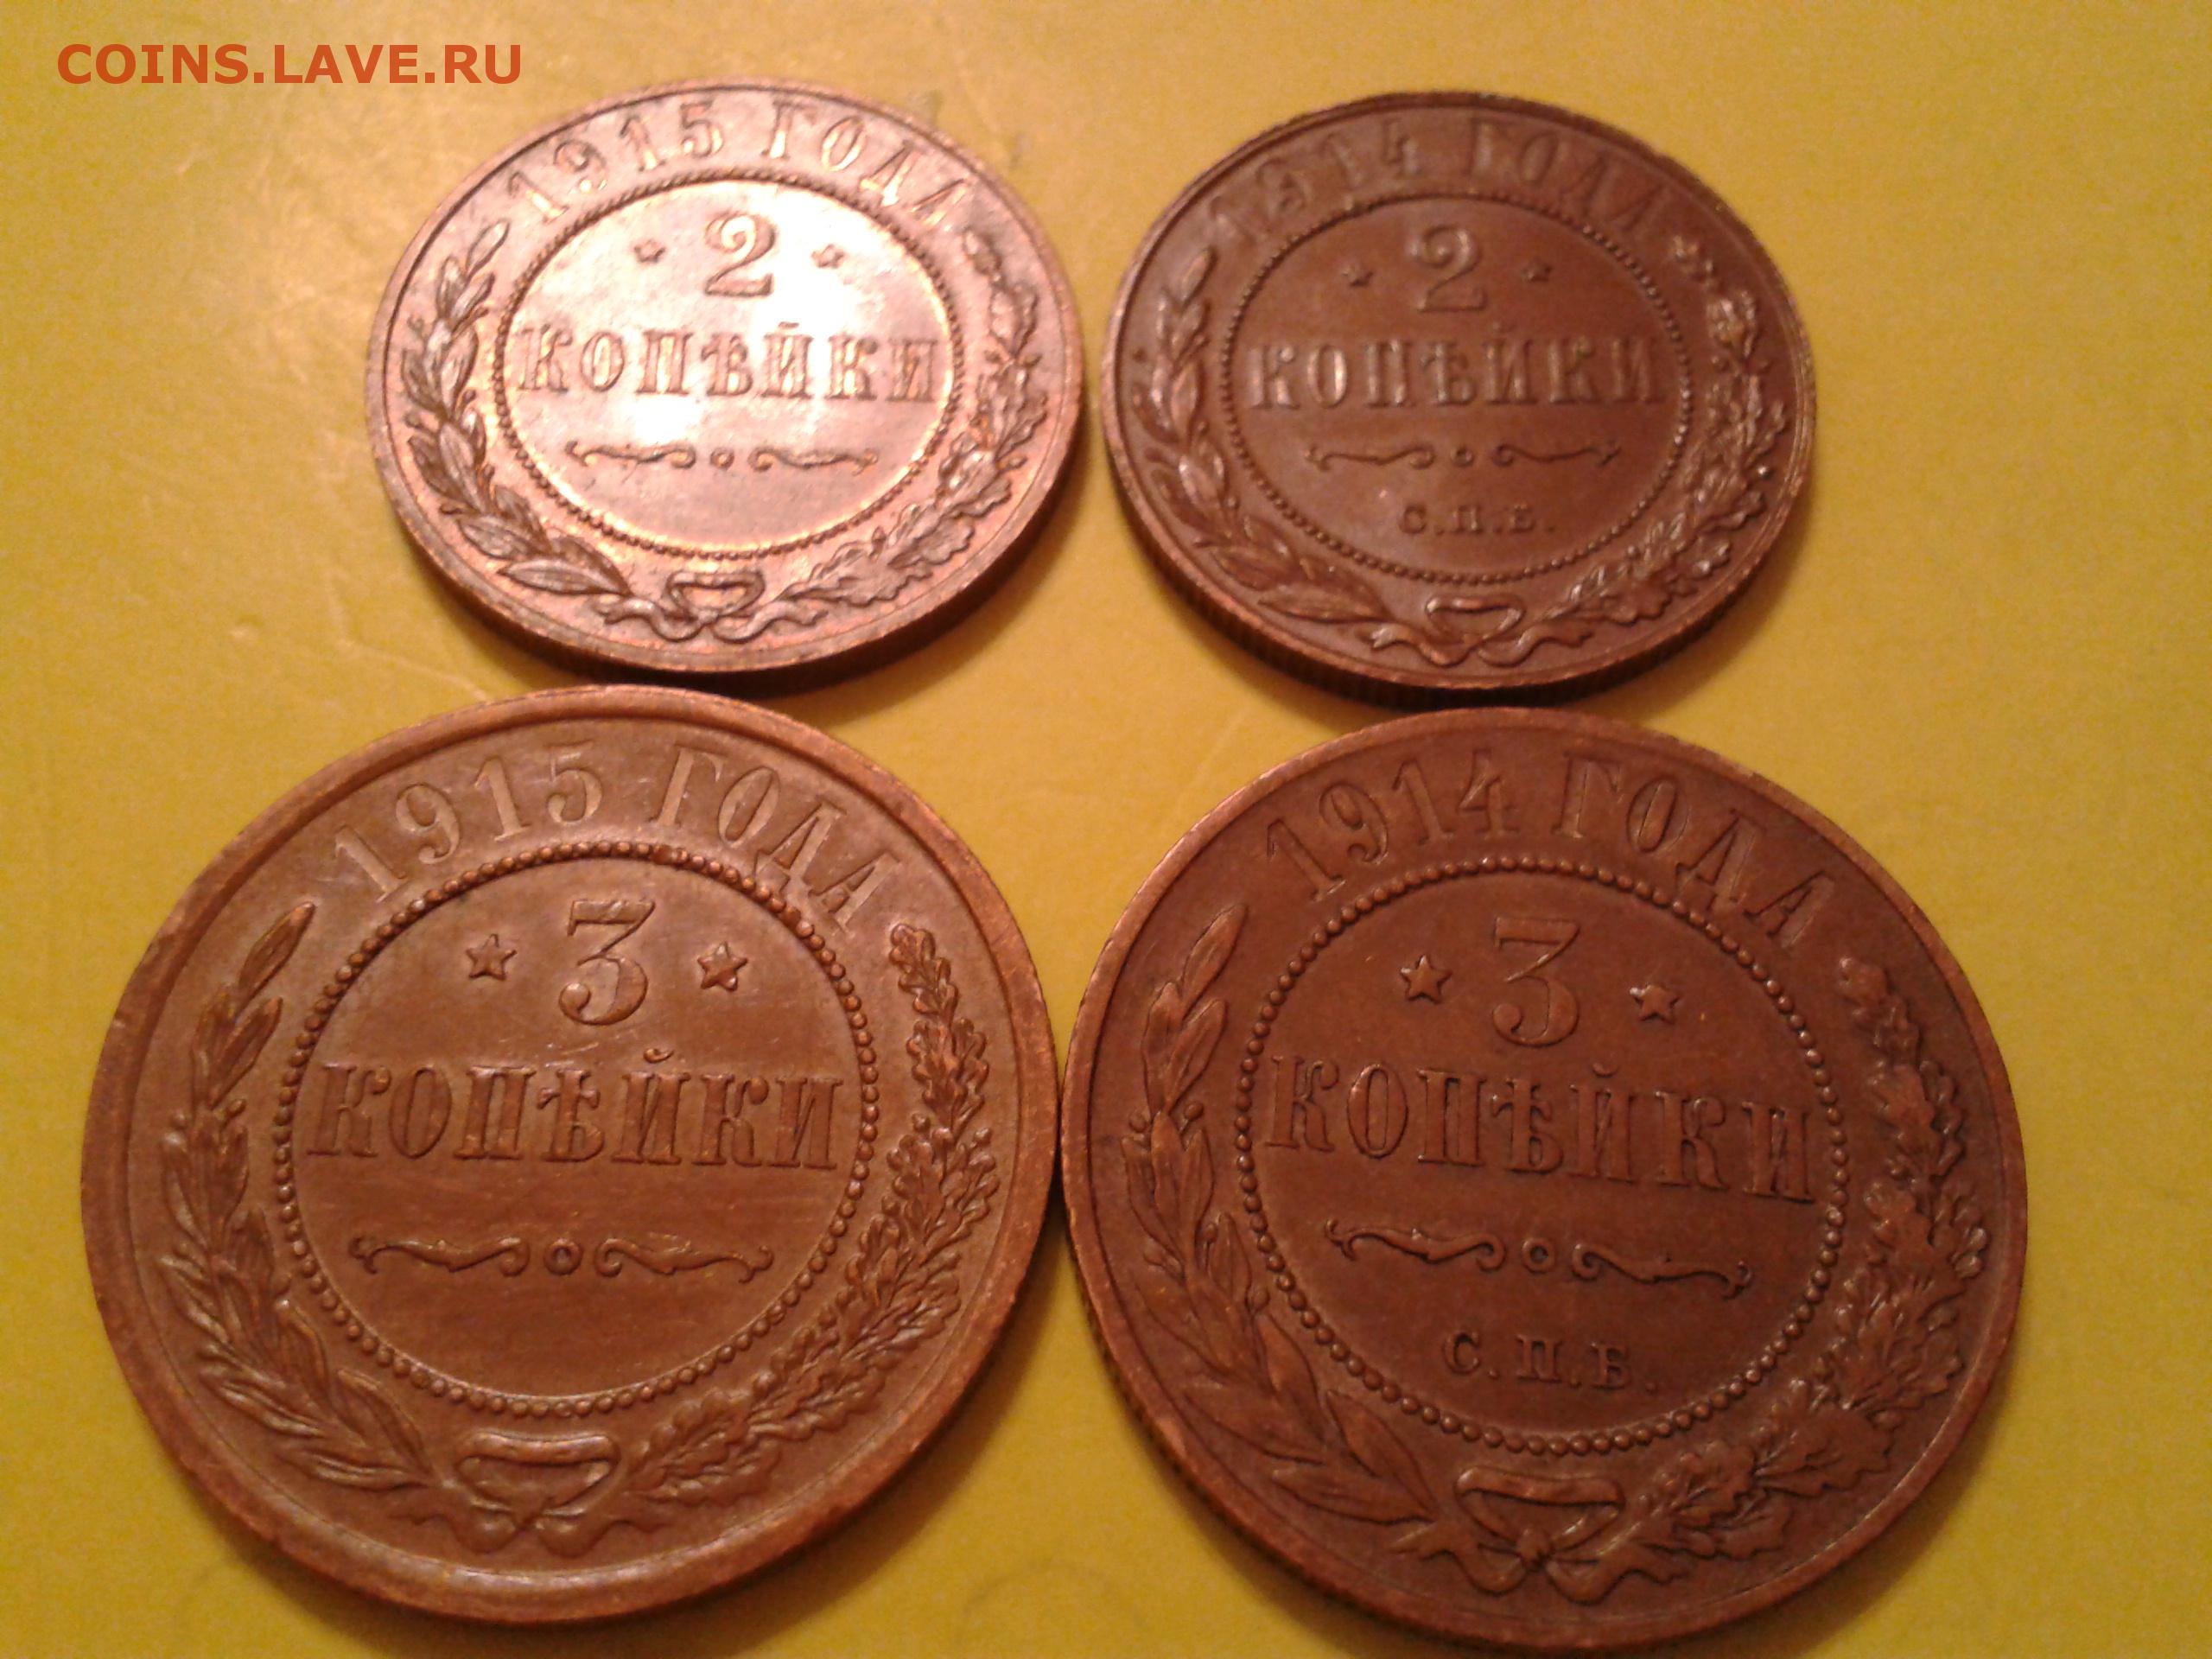 COINS.LAVE.RU
1915 ГОДА
2
КОПѢЙКИ
1914 ГОДА
2
КОПѢЙКИ
С.П.Б.
1915 ГОДА
3
КОПѢЙКИ
1914 ГОДА
3
КОПѢЙКИ
С.П.Б.